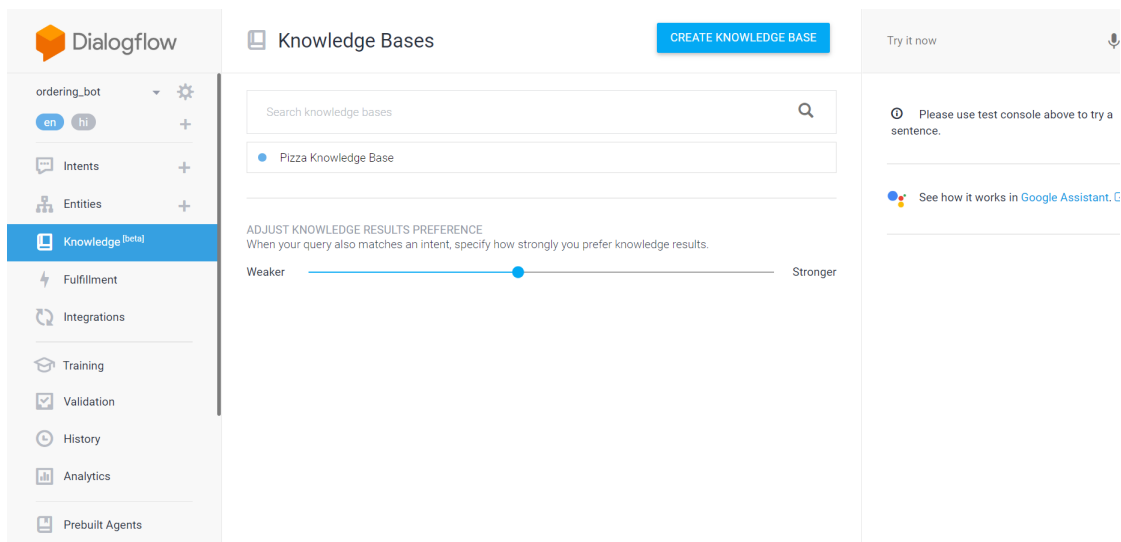 Dialogflow
ordering_bot
en hi
Intents
Entities
Knowledge [beta]
Fulfillment
Integrations
Training
Validation
History
Analytics
Prebuilt Agents
Knowledge Bases
CREATE KNOWLEDGE BASE
Search knowledge bases
Pizza Knowledge Base
ADJUST KNOWLEDGE RESULTS PREFERENCE
When your query also matches an intent, specify how strongly you prefer knowledge results.
Weaker
Stronger
Try it now
Please use test console above to try a
sentence.
See how it works in Google Assistant.